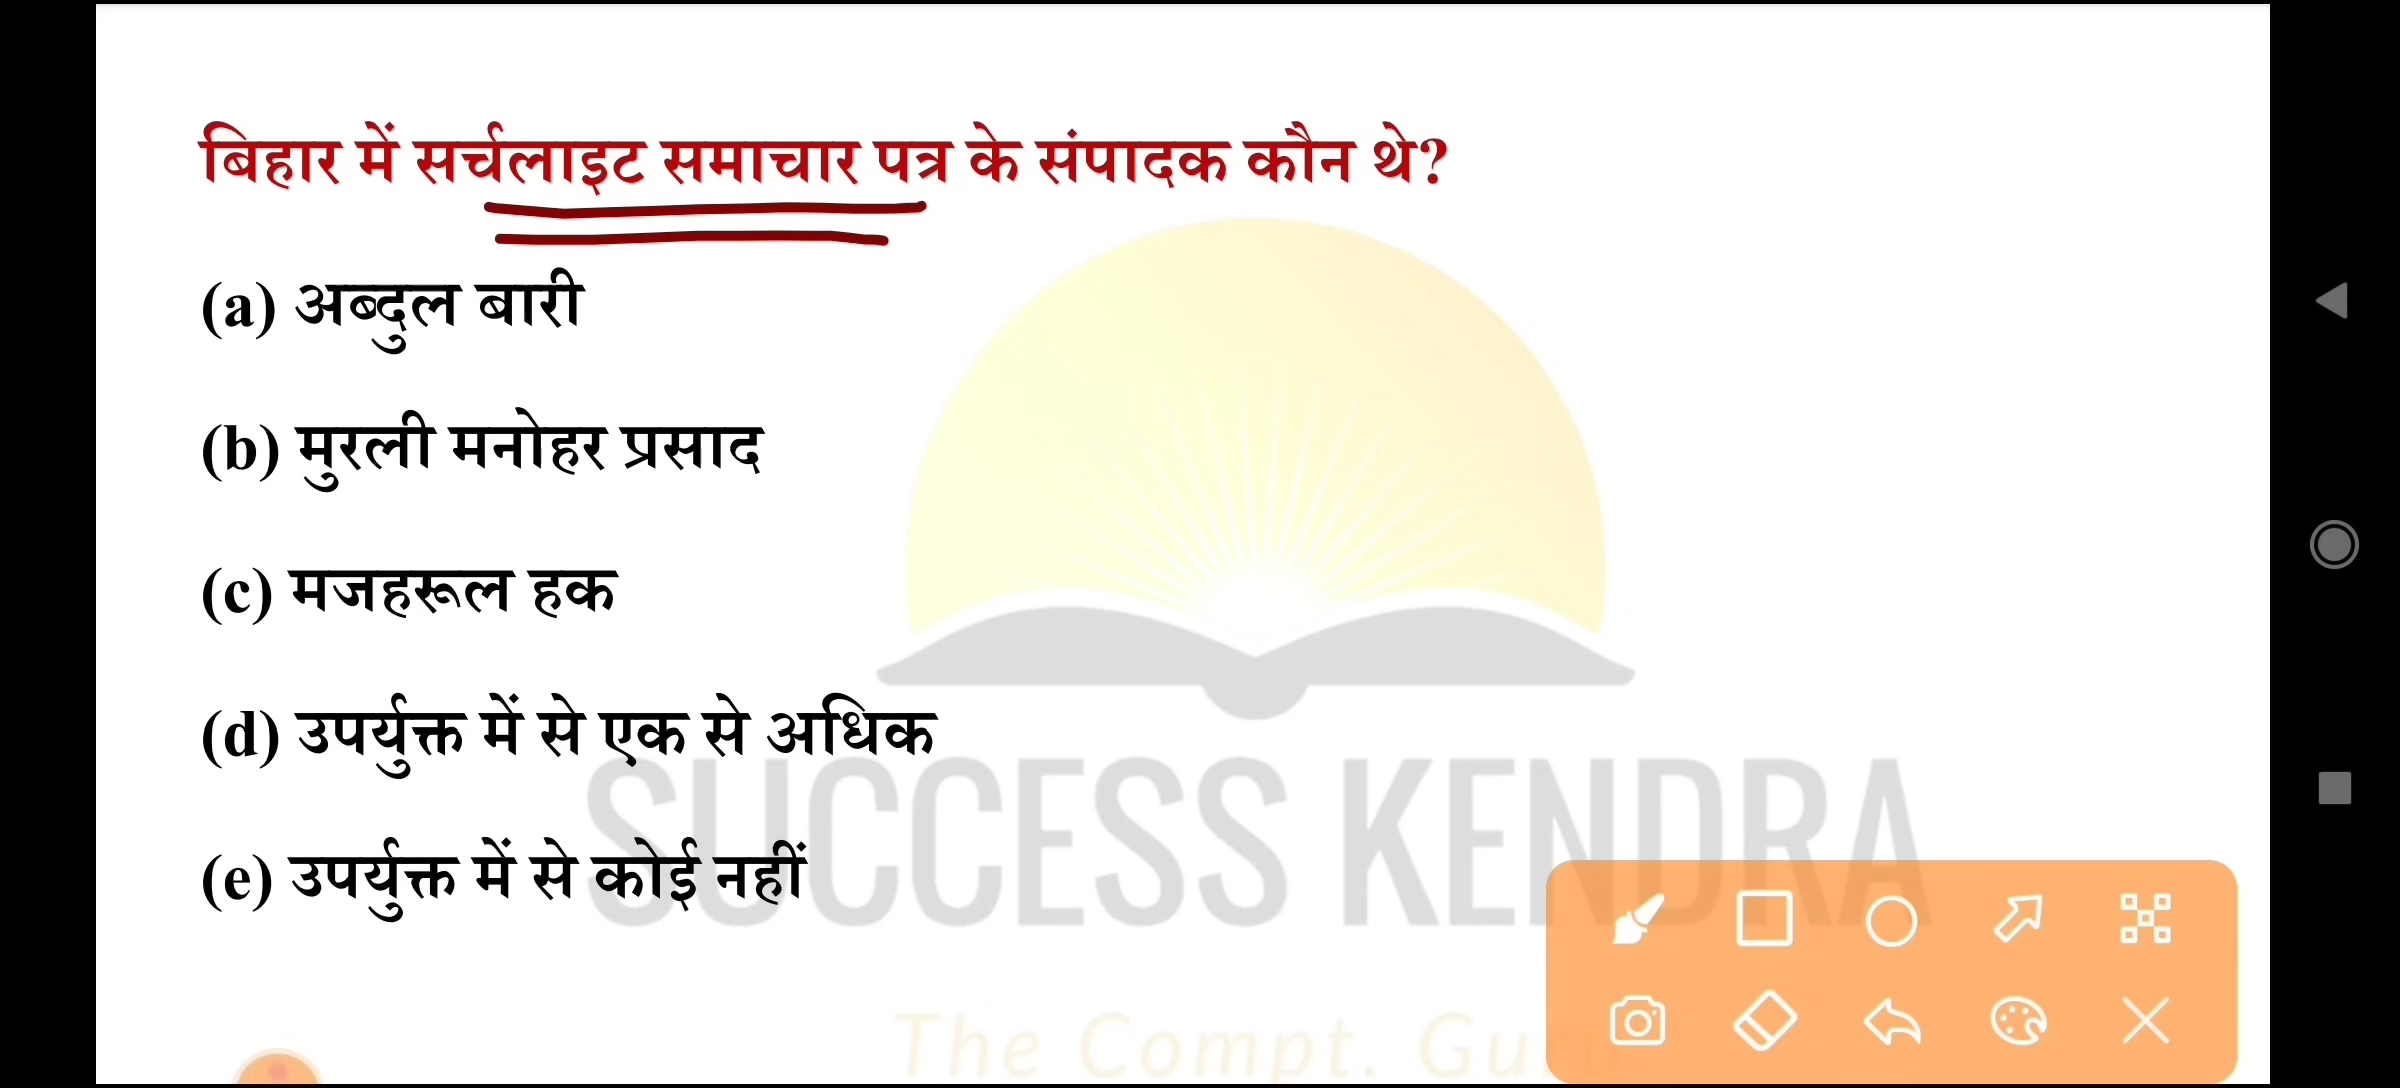 बिहार में सर्चलाइट समाचार पत्र के संपादक कौन थे?
(a) अब्दुल बारी
(b) मुरली मनोहर प्रसाद
(c) मजहरूल हक
(d) उपर्युक्त में से एक से अधिक
(e) उपर्युक्त में से कोई नहीं
SUCCESS KENDRA
The Compt. Guru